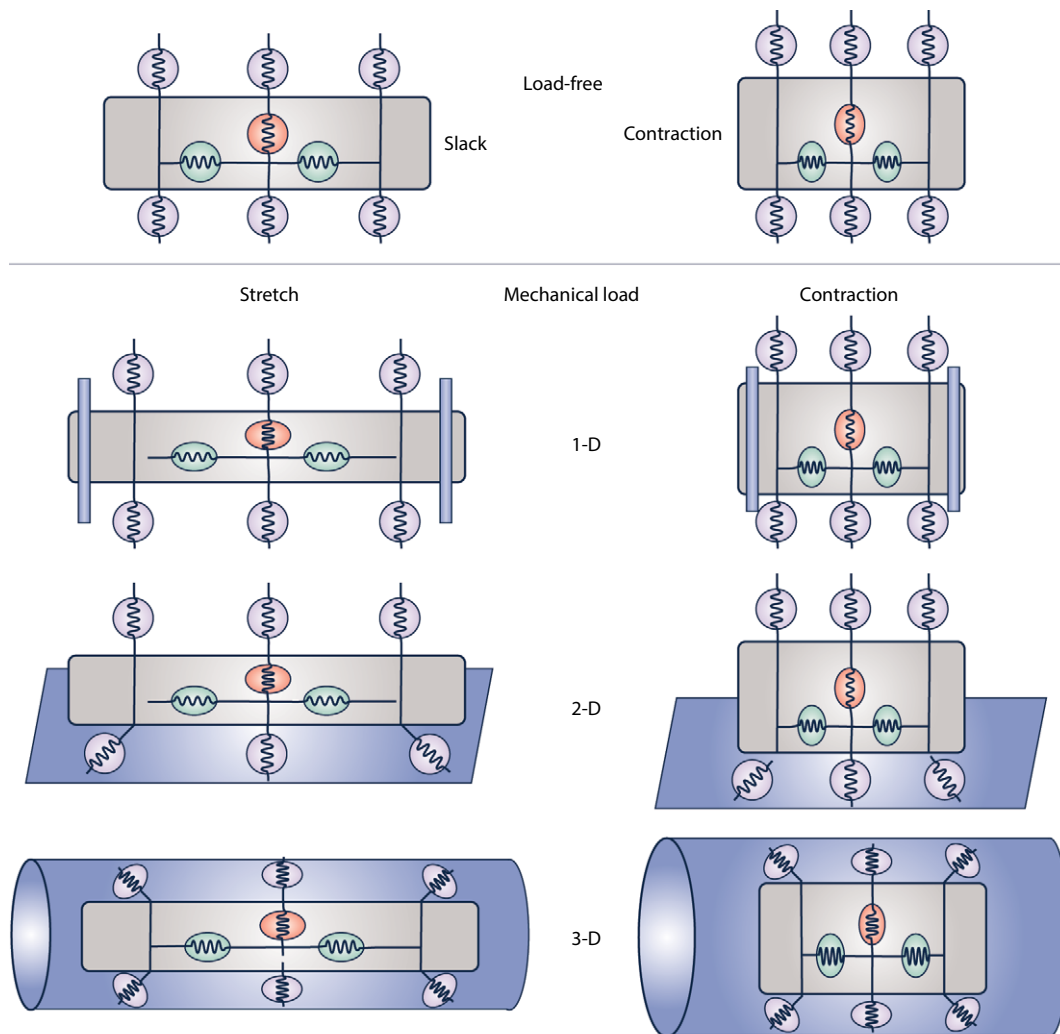 Load-free
Slack
Contraction
Stretch
Mechanical load
Contraction
1-D
2-D
3-D